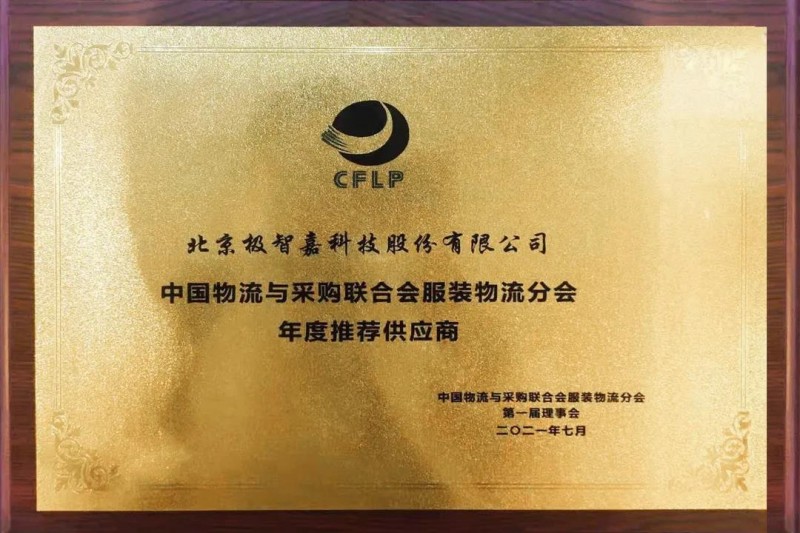 CFLP
北京极智嘉科技股份有限公司
中国物流与采购联合会服装物流分会
年度推荐供应商
中国物流与采购联合会服装物流分会
第一届理事会
二〇二一年七月